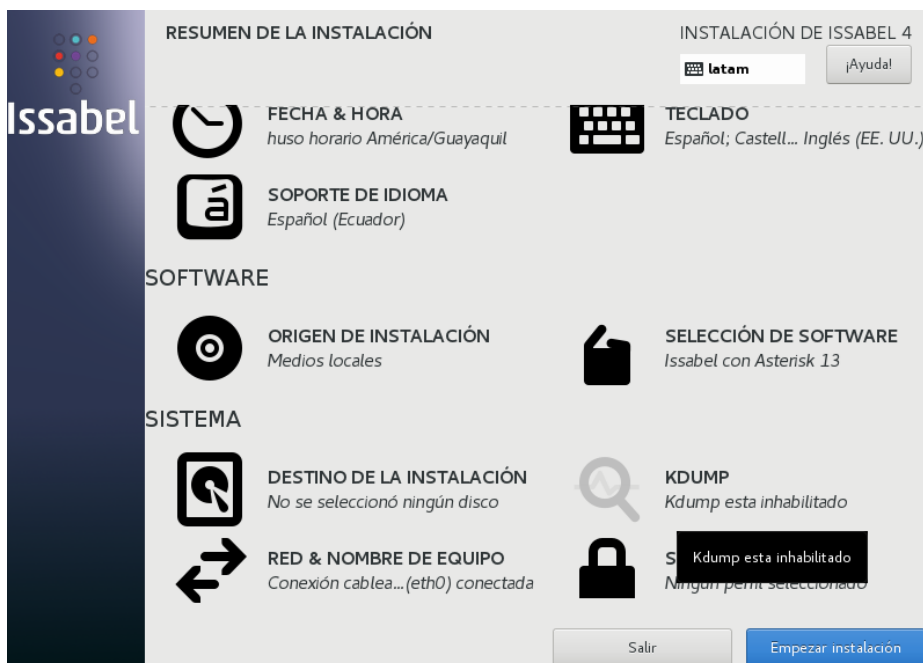 RESUMEN DE LA INSTALACIÓN
INSTALACIÓN DE ISSABEL 4
latam
¡Ayuda!
Issabel
FECHA & HORA
huso horario América/Guayaquil
TECLADO
Español; Castell... Inglés (EE. UU.)
á
SOPORTE DE IDIOMA
Español (Ecuador)
SOFTWARE
ORIGEN DE INSTALACIÓN
Medios locales
SELECCIÓN DE SOFTWARE
Issabel con Asterisk 13
SISTEMA
DESTINO DE LA INSTALACIÓN
No se seleccionó ningún disco
KDUMP
Kdump esta inhabilitado
RED & NOMBRE DE EQUIPO
Conexión cablea...(eth0) conectada
Kdump esta inhabilitado
Ningún perfil seleccionado
Salir
Empezar instalación